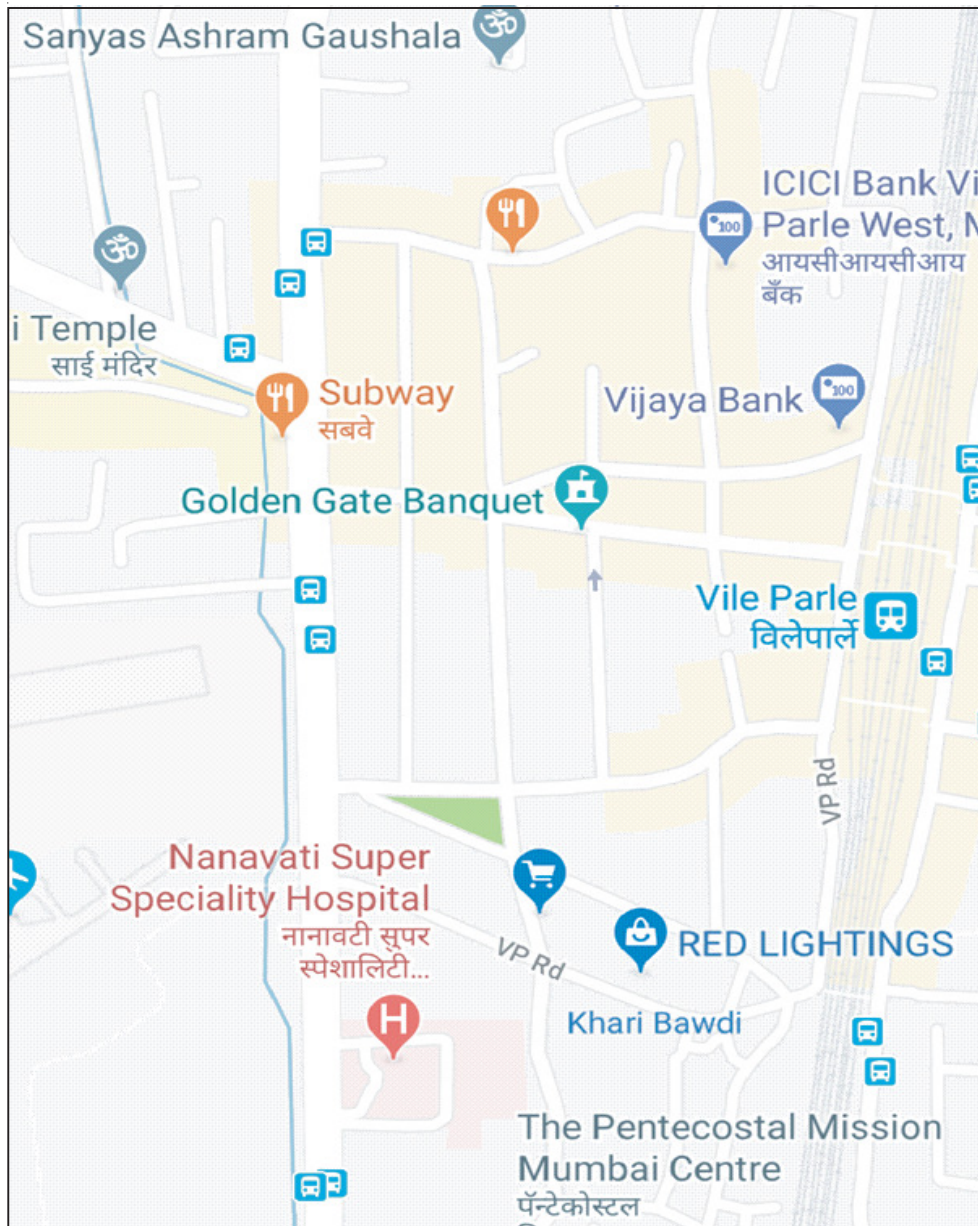 Sanyas Ashram Gaushala
ICICI Bank Vi
Parle West, M
आयसीआयसीआय
बँक
i Temple
साई मंदिर
Subway
सबवे
Vijaya Bank
Golden Gate Banquet
Vile Parle
विलेपार्ले
VP Rd
Nanavati Super
Speciality Hospital
नानावटी सुपर
स्पेशालिटी...
VP Rd
RED LIGHTINGS
Khari Bawdi
H
The Pentecostal Mission
Mumbai Centre
पॅन्टेकोस्टल